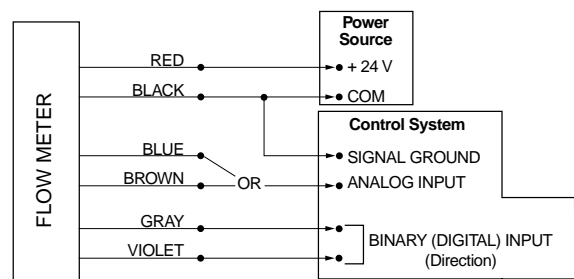 FLOW METER
RED
BLACK
BLUE
BROWN
GRAY
VIOLET
OR
Power
Source
+ 24 V
COM
Control System
SIGNAL GROUND
ANALOG INPUT
BINARY (DIGITAL) INPUT
(Direction)